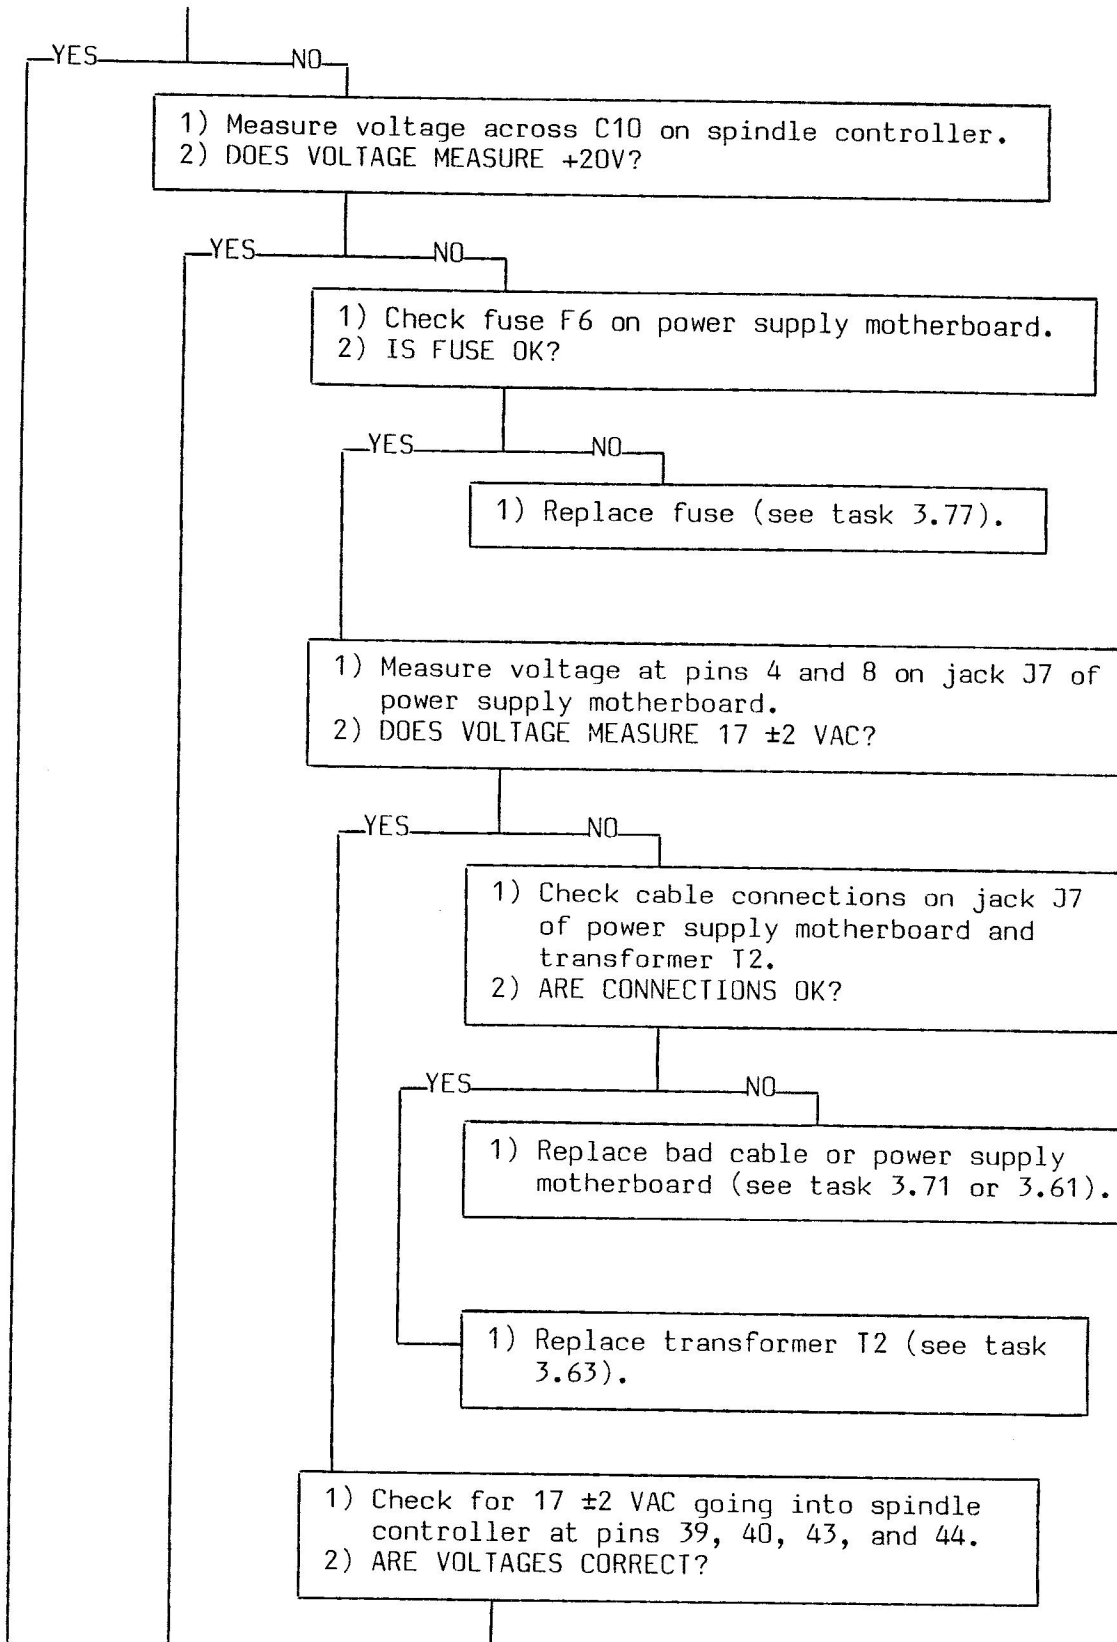 YES NO
1) Measure voltage across C10 on spindle controller.
2) DOES VOLTAGE MEASURE +20V?
YES NO
1) Check fuse F6 on power supply motherboard.
2) IS FUSE OK?
YES NO
1) Replace fuse (see task 3.77).
1) Measure voltage at pins 4 and 8 on jack J7 of
power supply motherboard.
2) DOES VOLTAGE MEASURE 17 ±2 VAC?
YES NO
1) Check cable connections on jack J7
of power supply motherboard and
transformer T2.
2) ARE CONNECTIONS OK?
YES NO
1) Replace bad cable or power supply
motherboard (see task 3.71 or 3.61).
1) Replace transformer T2 (see task
3.63).
1) Check for 17 ±2 VAC going into spindle
controller at pins 39, 40, 43, and 44.
2) ARE VOLTAGES CORRECT?